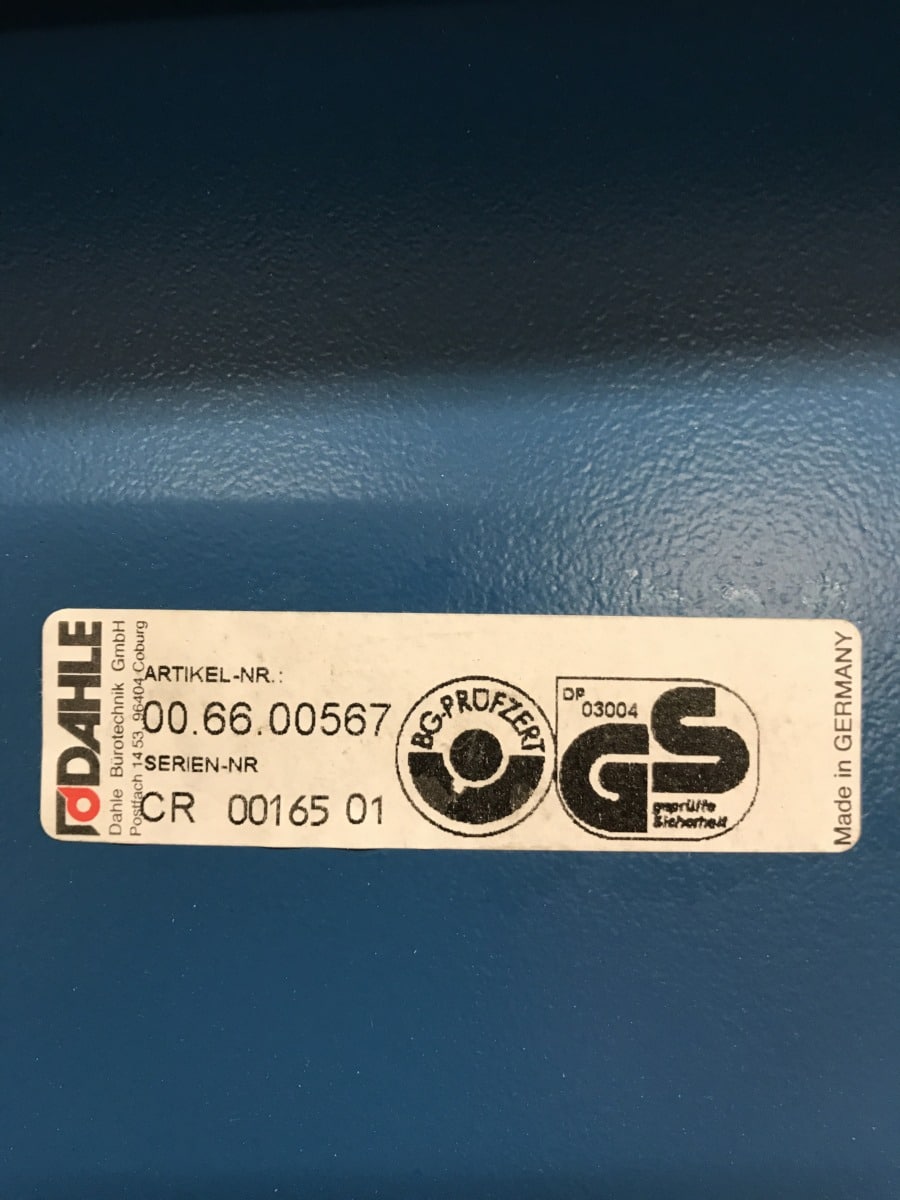 DAHLE
Dahle Bürotechnik GmbH
Postfach 14 53, 96404 Coburg
ARTIKEL-NR.:
00.66.00567
SERIEN-NR
CR 00165 01
BG-PRÜFZERT
DP
03004
GS
geprüfte
Sicherheit
Made in GERMANY